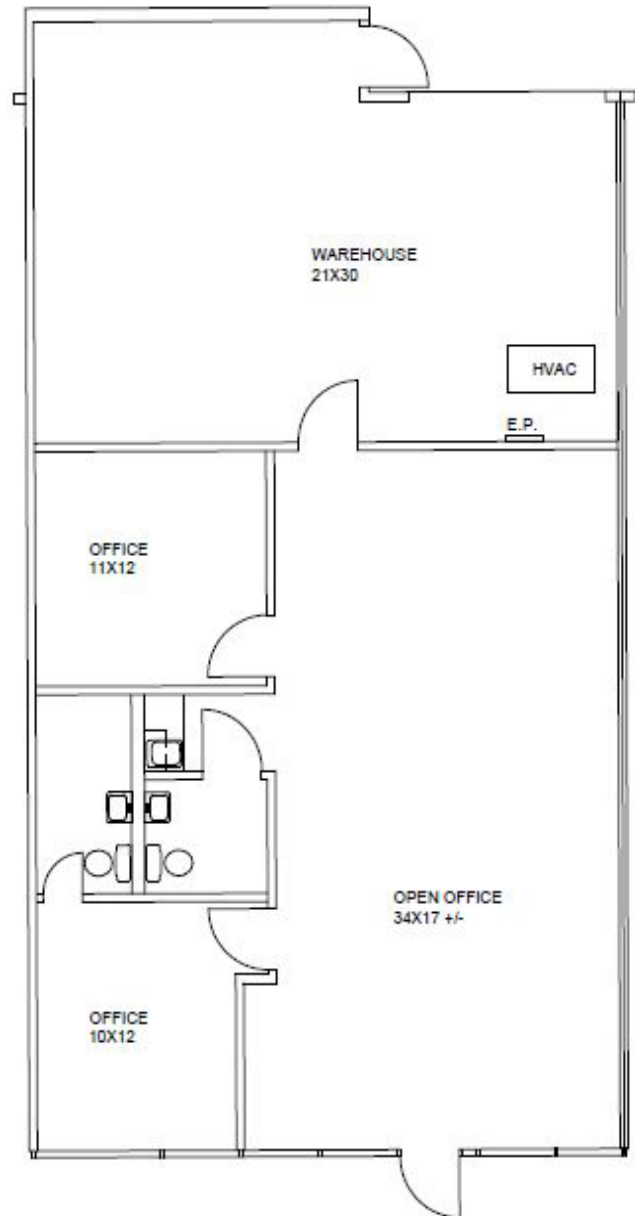 WAREHOUSE
21X30
HVAC
E.P.
OFFICE
11X12
OPEN OFFICE
34X17 +/-
OFFICE
10X12